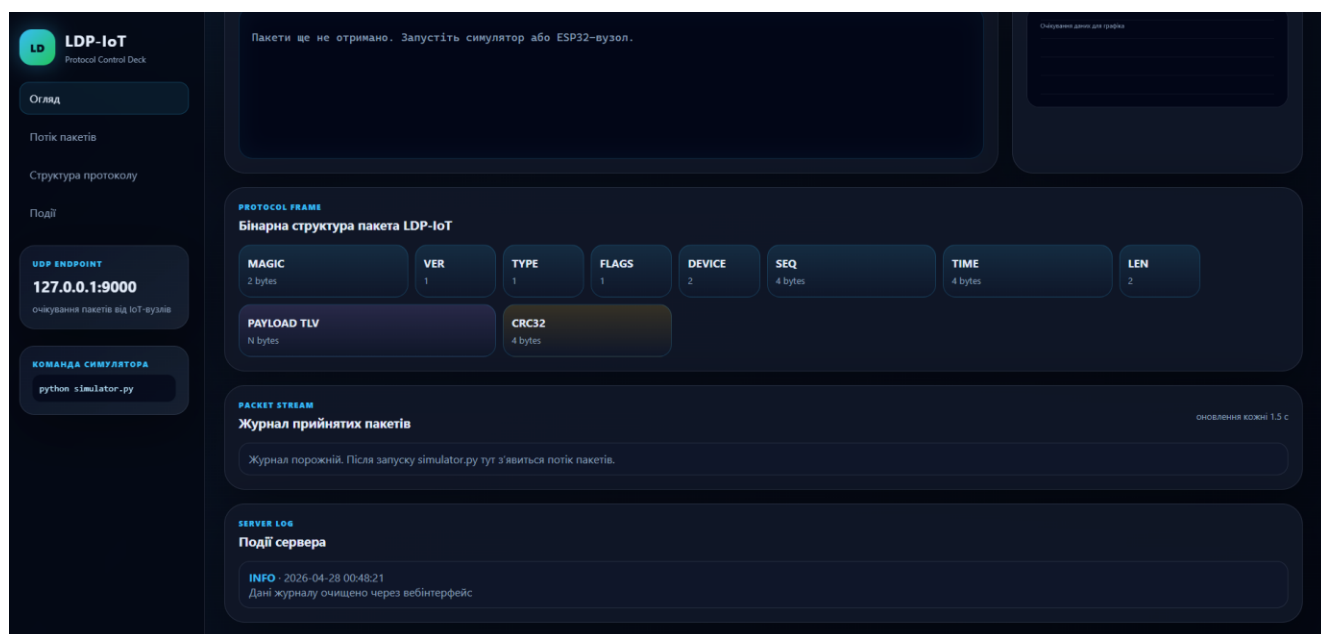 LD
LDP-IoT
Protocol Control Deck
Огляд
Потік пакетів
Структура протоколу
Події
UDP ENDPOINT
127.0.0.1:9000
очікування пакетів від IoT-вузлів
КОМАНДА СИМУЛЯТОРА
python simulator.py
Пакети ще не отримано. Запустіть симулятор або ESP32-вузол.
Очікування даних для графіка
PROTOCOL FRAME
Бінарна структура пакета LDP-IoT
MAGIC
2 bytes
VER
1
TYPE
1
FLAGS
1
DEVICE
2
SEQ
4 bytes
TIME
4 bytes
LEN
2
PAYLOAD TLV
N bytes
CRC32
4 bytes
PACKET STREAM
Журнал прийнятих пакетів
оновлення кожні 1.5 с
Журнал порожній. Після запуску simulator.py тут з'явиться потік пакетів.
SERVER LOG
Події сервера
INFO · 2026-04-28 00:48:21
Дані журналу очищено через вебінтерфейс